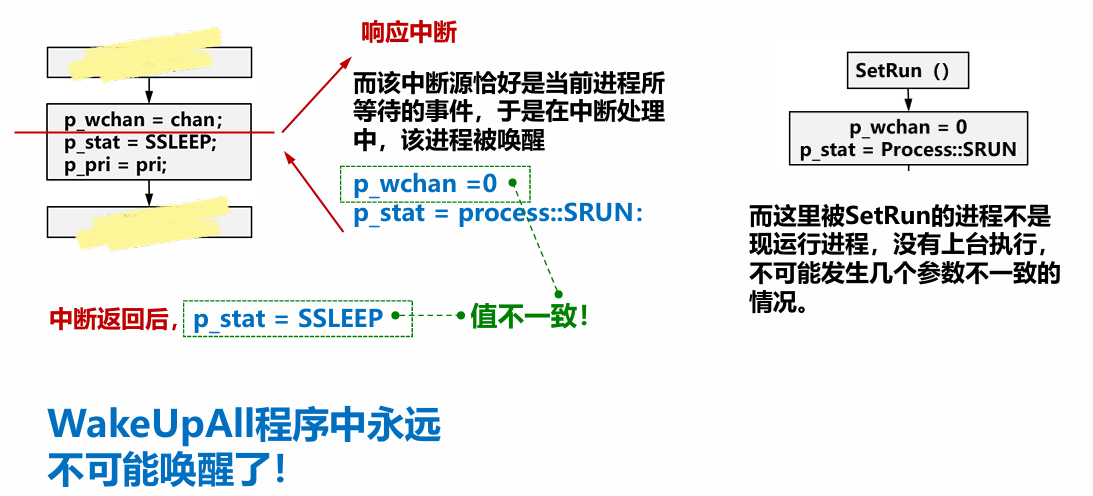 响应中断
p_wchan = chan;
p_stat = SSLEEP;
p_pri = pri;
而该中断源恰好是当前进程所
等待的事件，于是在中断处理
中，该进程被唤醒
p_wchan =0
p_stat = process::SRUN：
中断返回后，
p_stat = SSLEEP
值不一致！
WakeUpAll程序中永远
不可能唤醒了！
SetRun（）
p_wchan = 0
p_stat = Process::SRUN
而这里被SetRun的进程不是
现运行进程，没有上台执行，
不可能发生几个参数不一致的
情况。